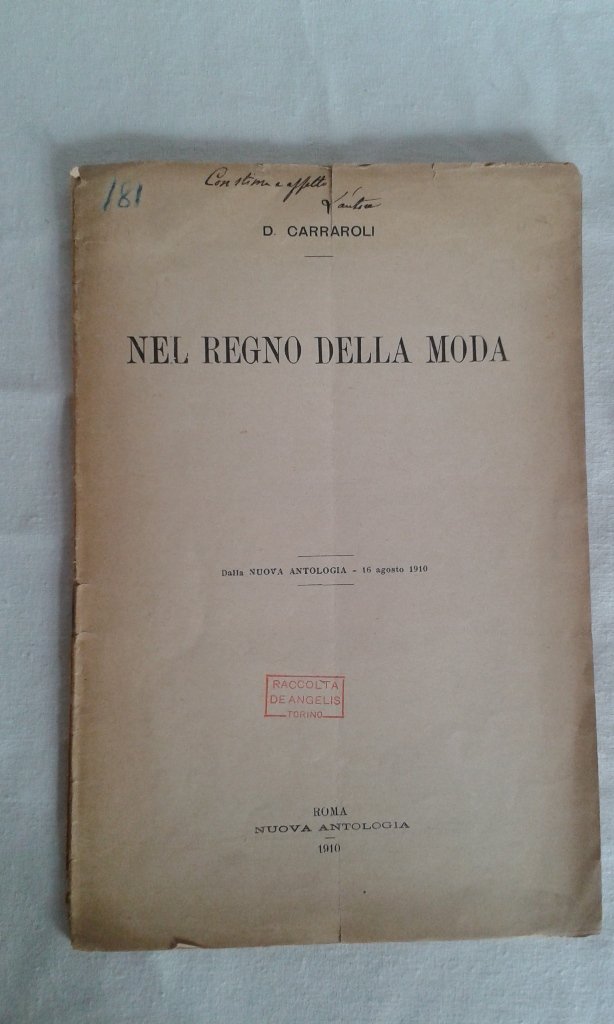 181
Con stima e affetto
L'autore
D. CARRAROLI
NEL REGNO DELLA MODA
Dalla NUOVA ANTOLOGIA - 16 agosto 1910
RACCOLTA
DE ANGELIS
TORINO
ROMA
NUOVA ANTOLOGIA
1910